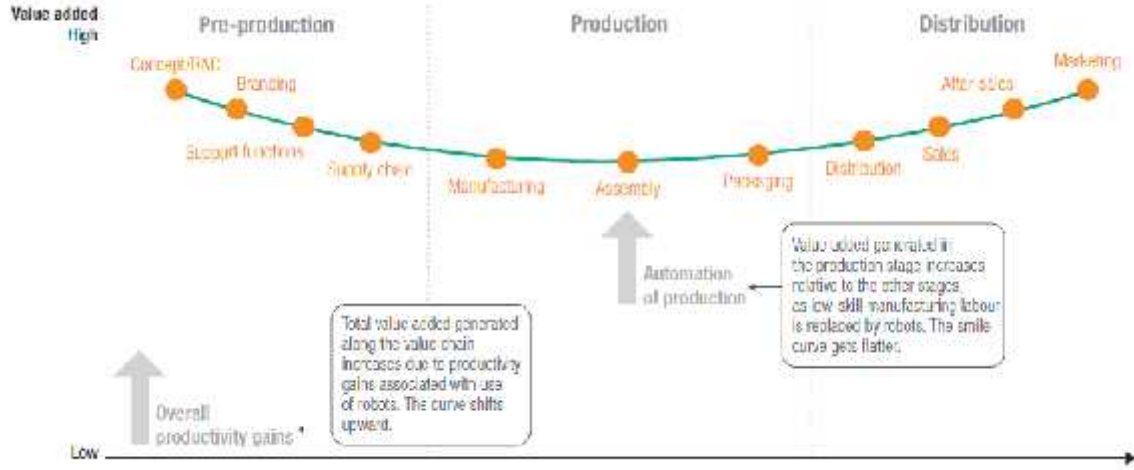 Value added
High
Pre-production
Production
Distribution
Concept/R&D
Branding
Support functions
Supply chain
Manufacturing
Assembly
Packaging
Distribution
Sales
After-sales
Marketing
Automation
of production
Value added generated in
the production stage increases
relative to the other stages,
as low-skill manufacturing labour
is replaced by robots. The smile
curve gets flatter.
Total value added generated
along the value chain
increases due to productivity
gains associated with use
of robots. The curve shifts
upward.
Overall
productivity gains
Low